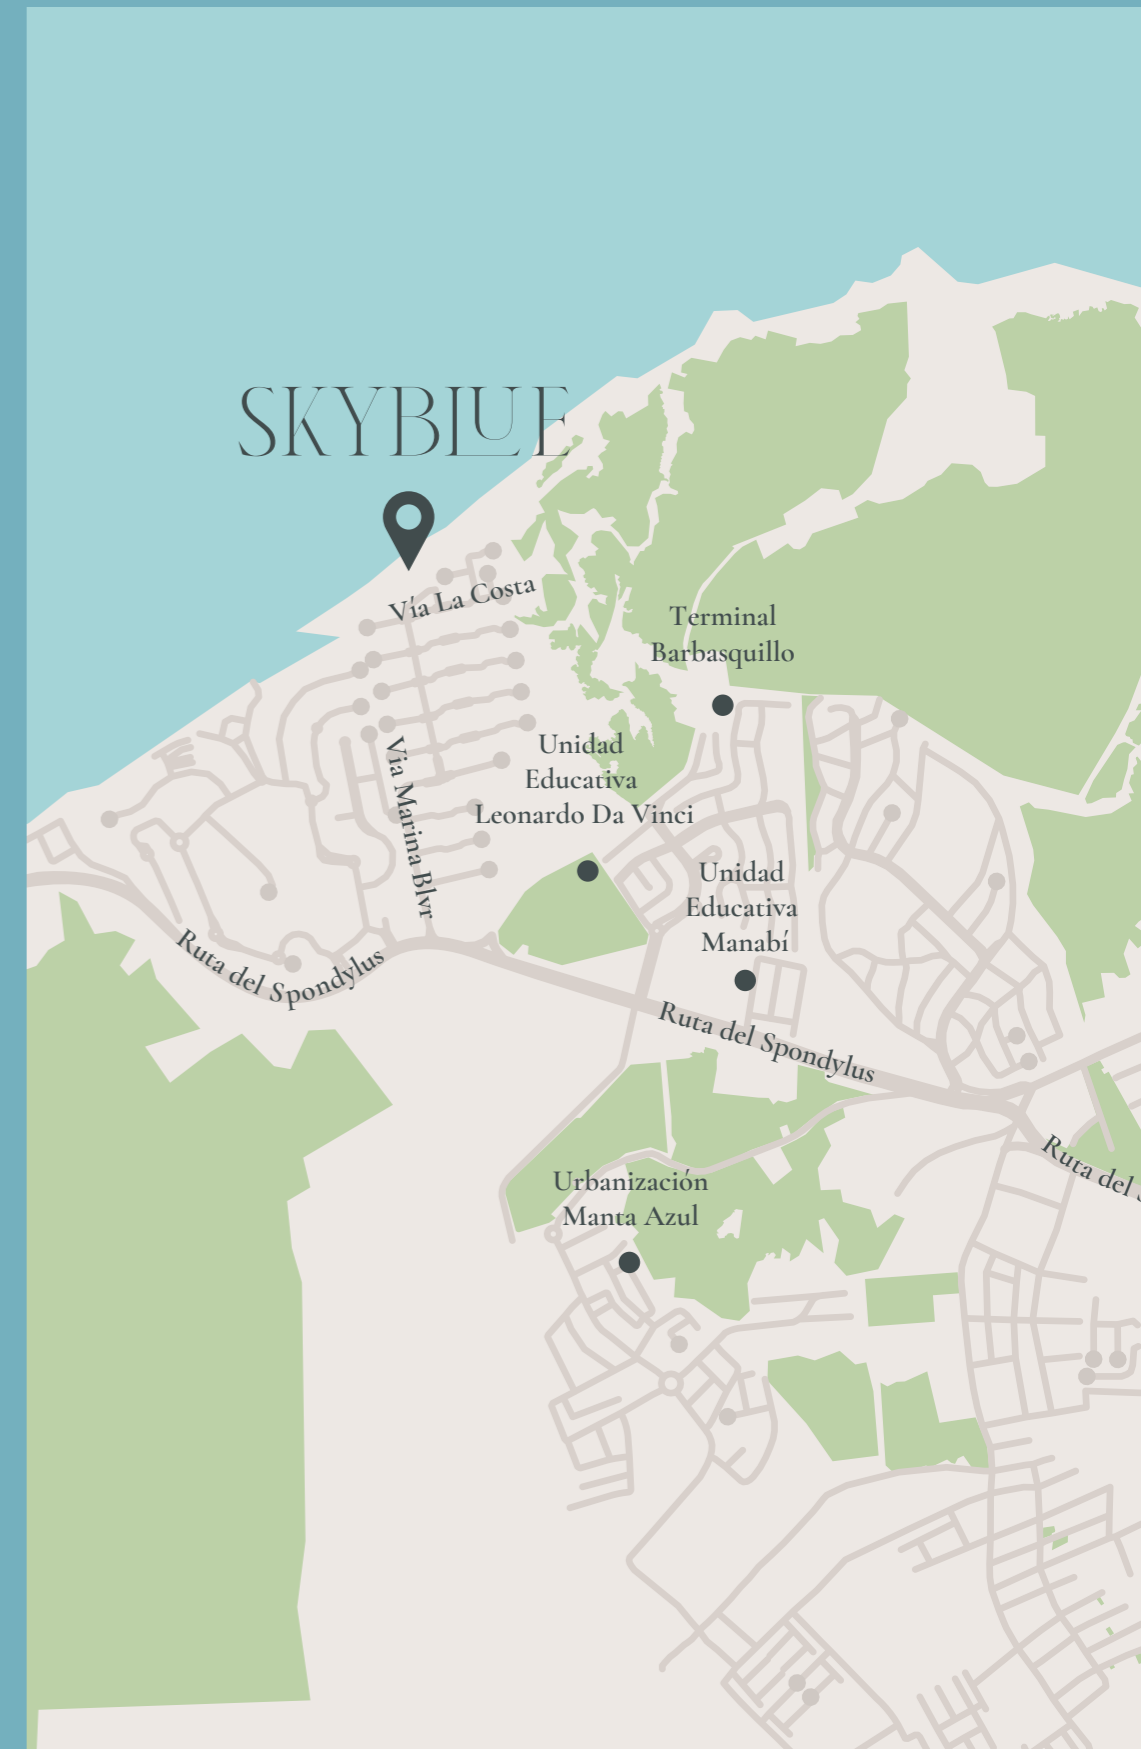 SKYBLUE
Vía La Costa
Terminal
Barbasquillo
Unidad
Educativa
Leonardo Da Vinci
Via Marina Blvr
Unidad
Educativa
Manabí
Ruta del Spondylus
Ruta del Spondylus
Ruta del
Urbanización
Manta Azul